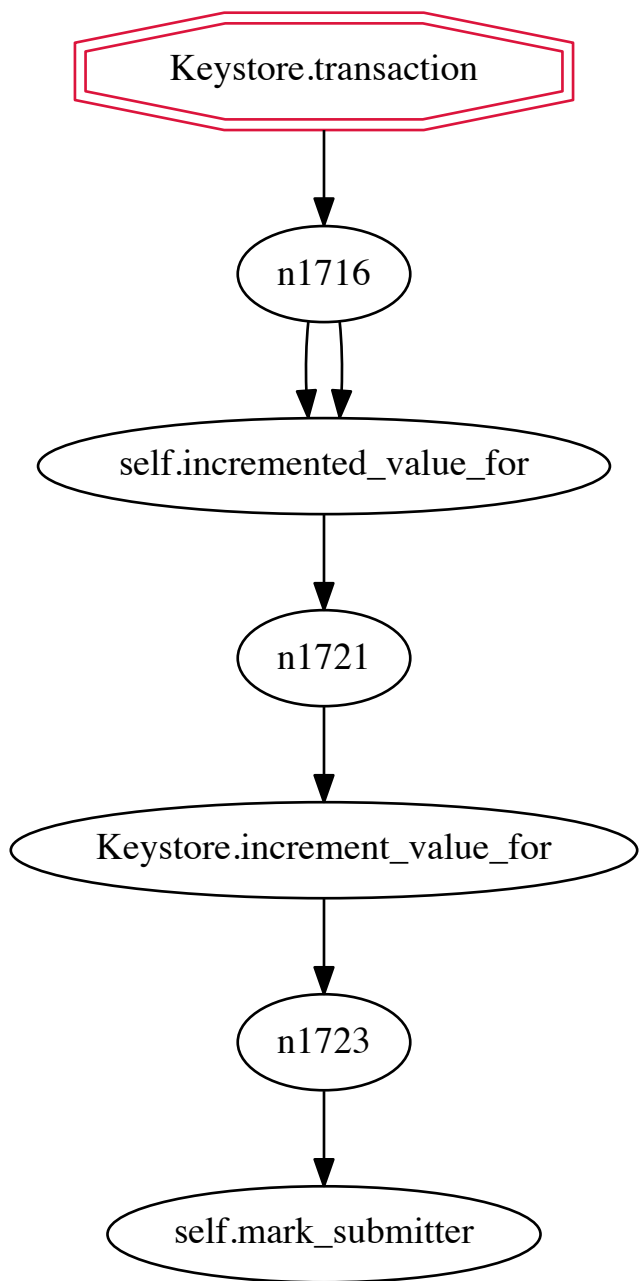 Keystore.transaction
n1716
self.incremented_value_for
n1721
Keystore.increment_value_for
n1723
self.mark_submitter